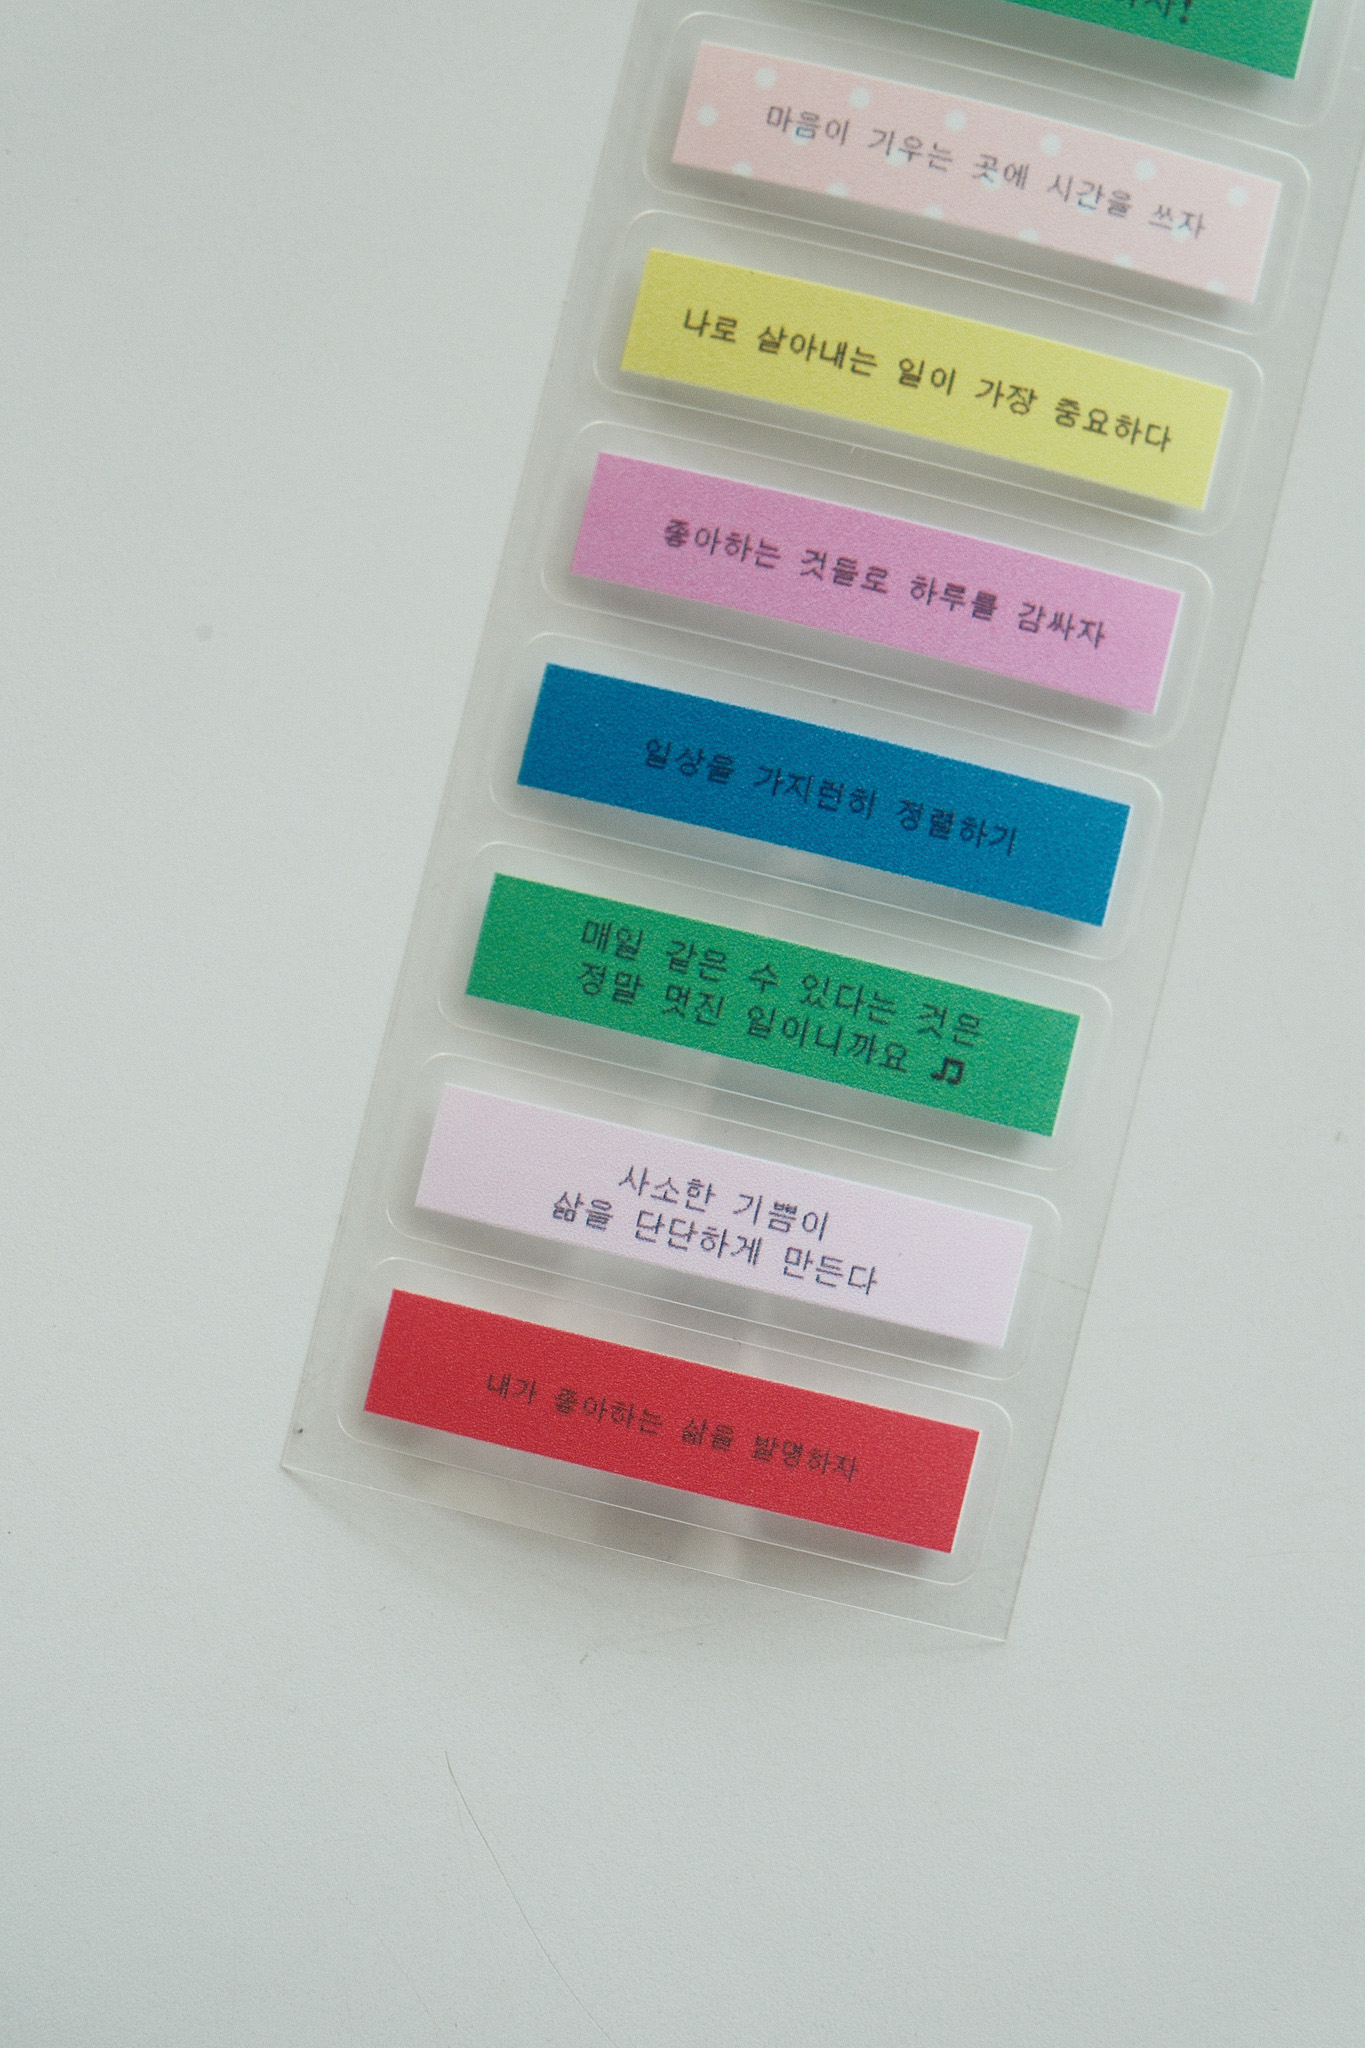 마음이 기우는 곳에 시간을 쓰자
나로 살아내는 일이 가장 중요하다
좋아하는 것들로 하루를 감싸자
일상을 가지런히 정렬하기
매일 같은 수 있다는 것은
정말 멋진 일이니까요 ♫
사소한 기쁨이
삶을 단단하게 만든다
내가 좋아하는 삶을 발명하자